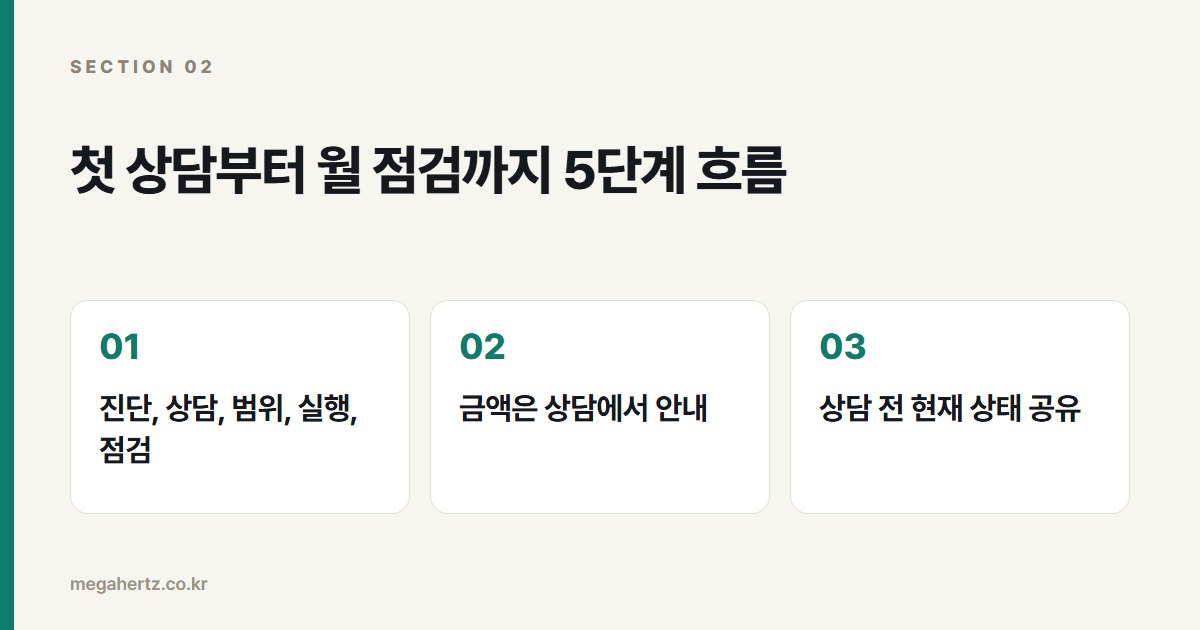 SECTION 02
첫 상담부터 월 점검까지 5단계 흐름
01
진단, 상담, 범위, 실행,
점검
02
금액은 상담에서 안내
03
상담 전 현재 상태 공유
megahertz.co.kr